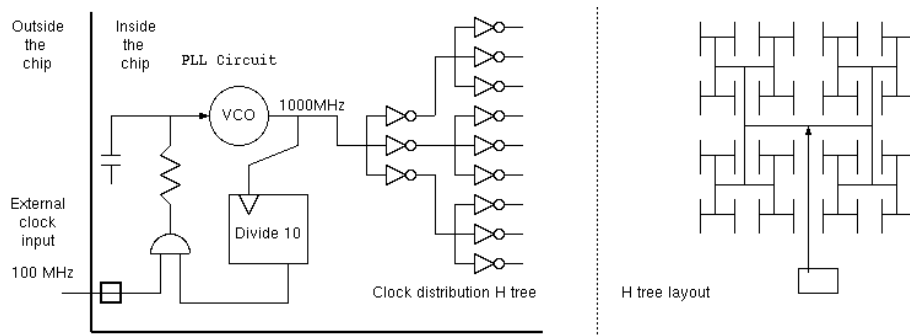 Outside
the
chip
Inside
the
chip
PLL Circuit
VCO
1000MHz
Divide 10
External
clock
input
100 MHz
Clock distribution H tree
H tree layout